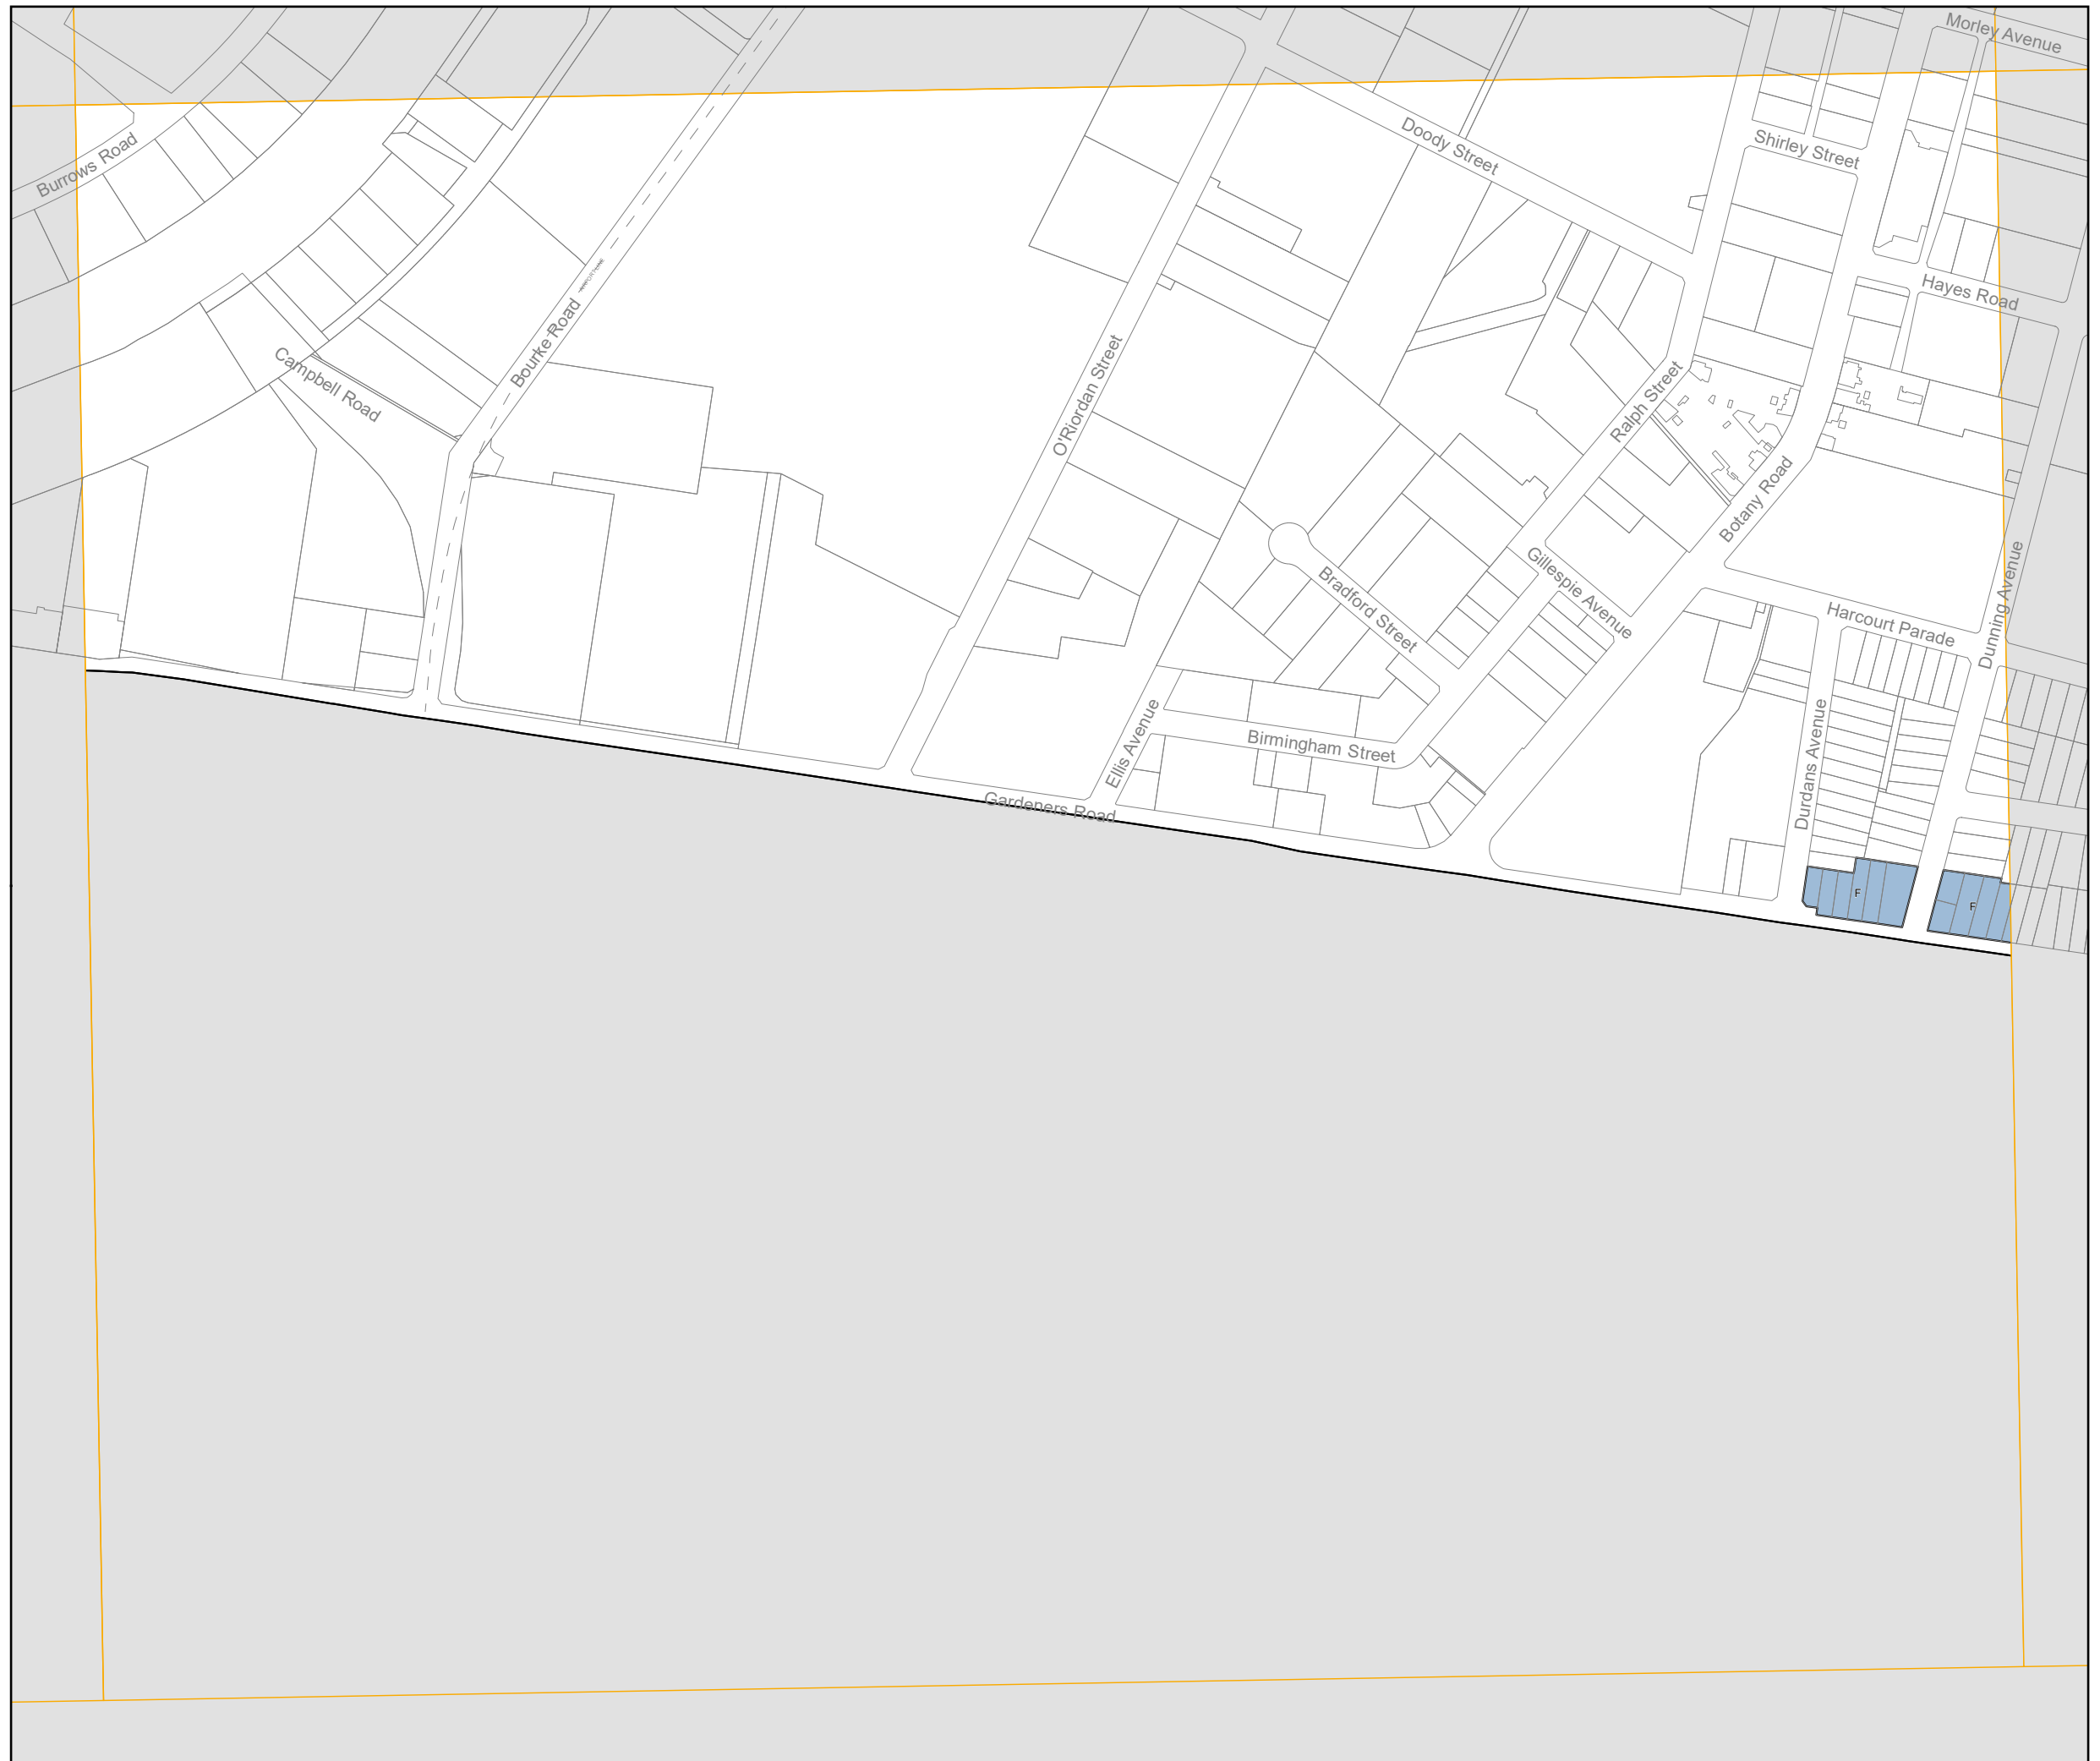 Morley Avenue
Doody Street
Shirley Street
Burrows Road
Hayes Road
Bourke Road
Campbell Road
O'Riordan Street
Ralph Street
Botany Road
Gillespie Avenue
Bradford Street
Dunning Avenue
Harcourt Parade
Ellis Avenue
Birmingham Street
Durdans Avenue
Gardeners Road
F
F